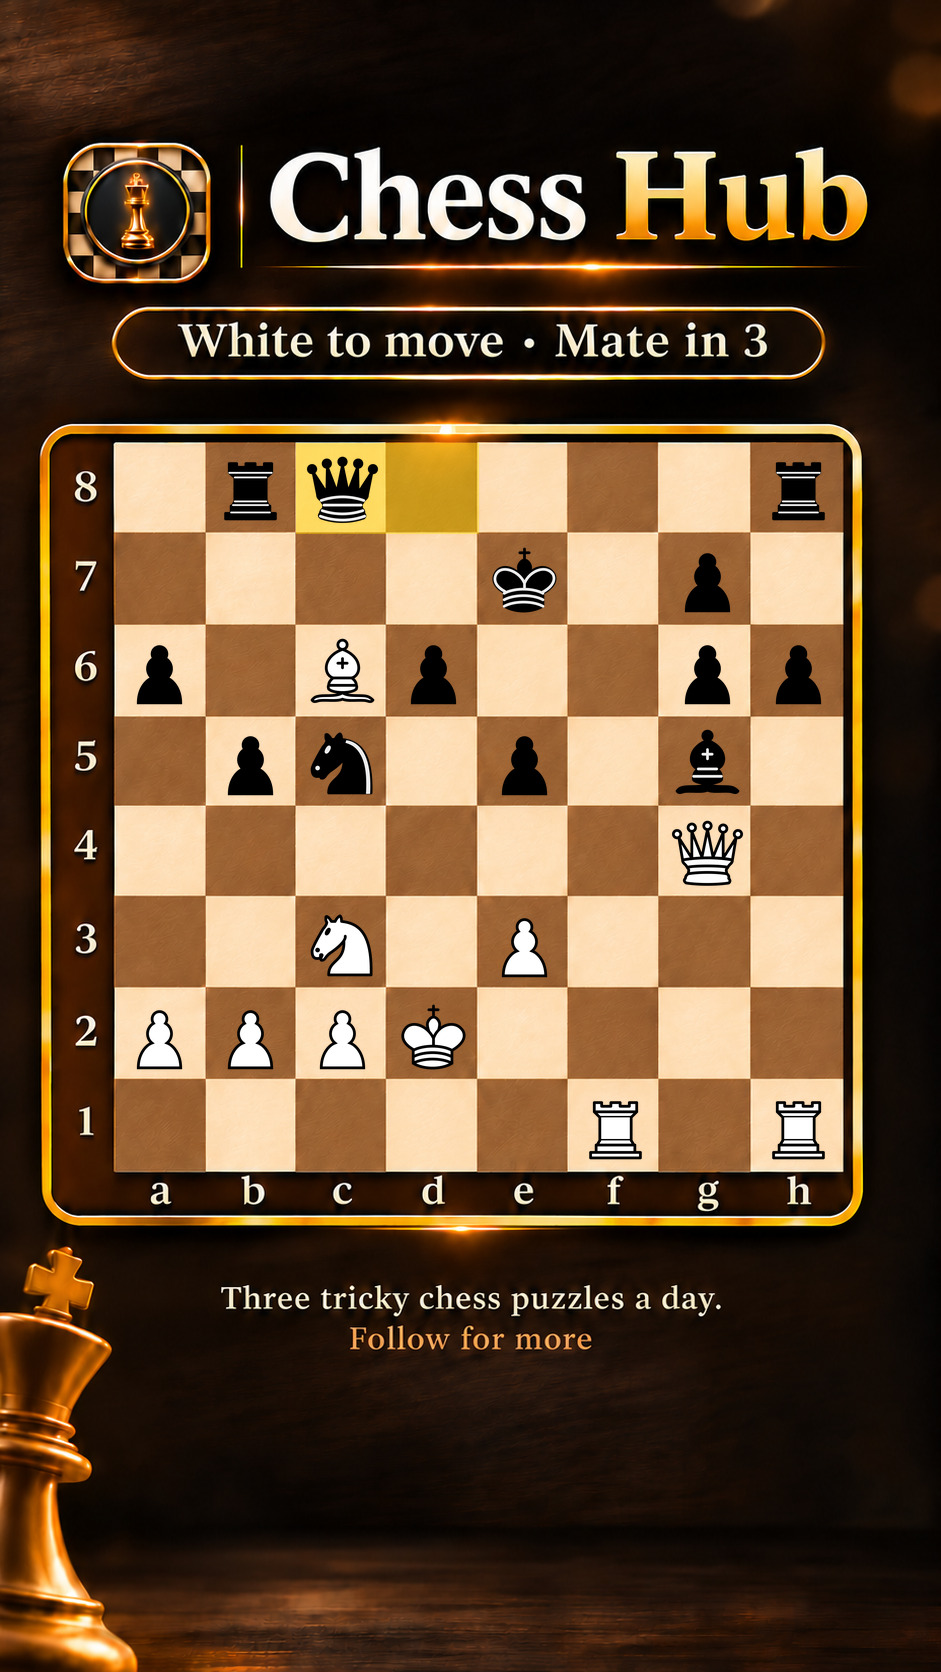 Chess Hub
White to move • Mate in 3
8
7
6
5
4
3
2
1
a b c d e f g h
Three tricky chess puzzles a day.
Follow for more